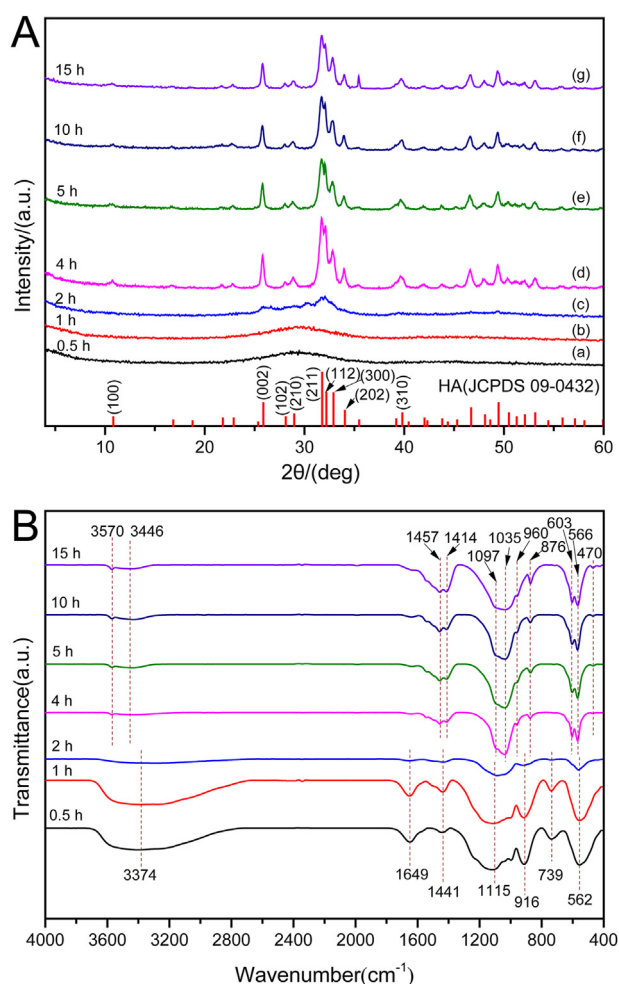 A
15 h
(g)
10 h
(f)
5 h
(e)
4 h
(d)
2 h
(c)
1 h
(b)
0.5 h
(a)
Intensity/(a.u.)
(100)
(002)
(102)
(210)
(211)
(112)
(300)
(202)
(310)
HA(JCPDS 09-0432)
10 20 30 40 50 60
2θ/(deg)
B
3570 3446
1457 1414
1097
1035
960
876
603
566
470
15 h
10 h
5 h
4 h
2 h
1 h
0.5 h
Transmittance(a.u.)
3374
1649
1441
1115
916
739
562
4000 3600 3200 2800 2400 2000 1600 1200 800 400
Wavenumber(cm⁻¹)